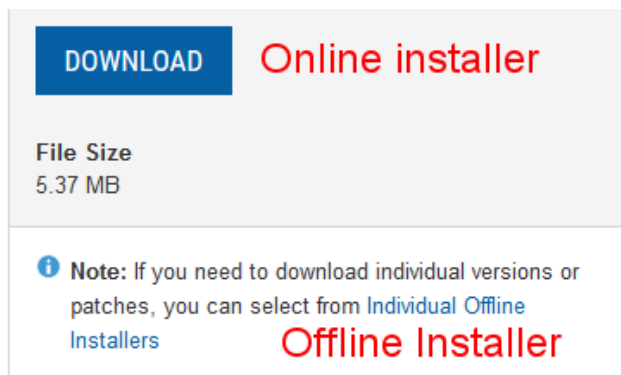 DOWNLOAD Online installer
File Size
5.37 MB
Note: If you need to download individual versions or
patches, you can select from Individual Offline
Installers Offline Installer